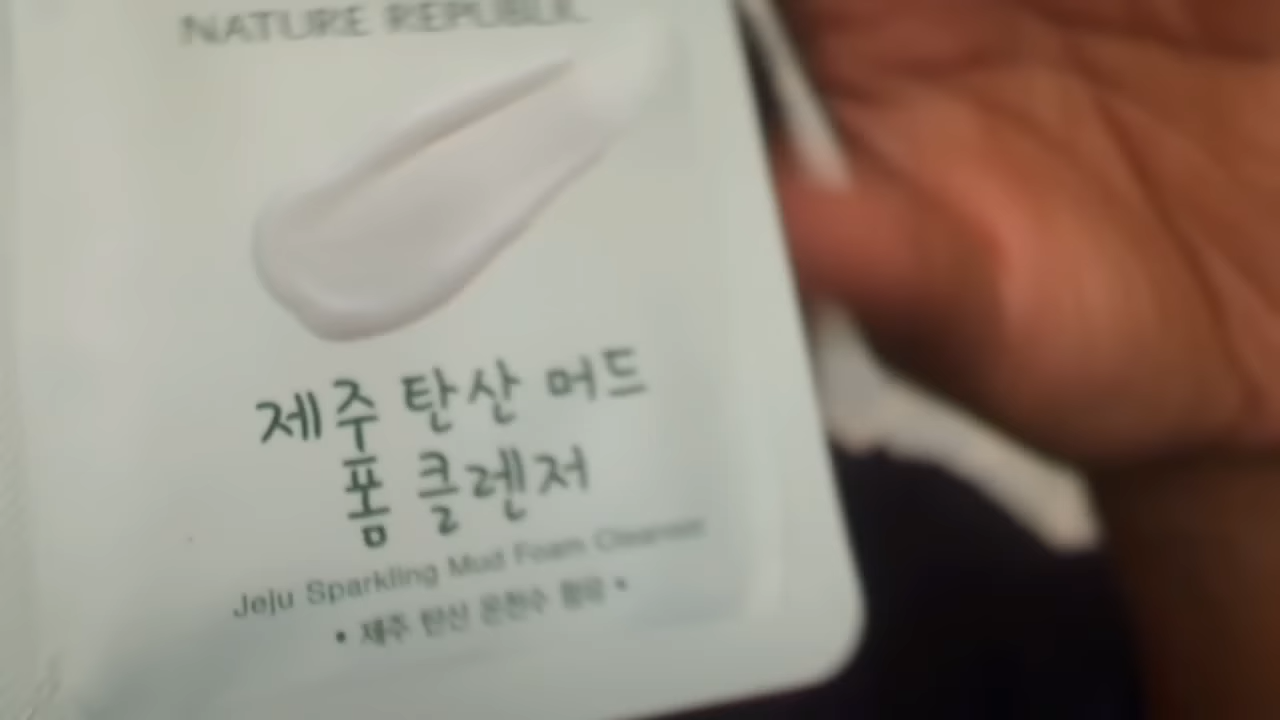 NATURE REPUBLIC
제주 탄산 머드
폼 클렌저
Jeju Sparkling Mud Foam Cleanser
• 제주 탄산 온천수 함유 •